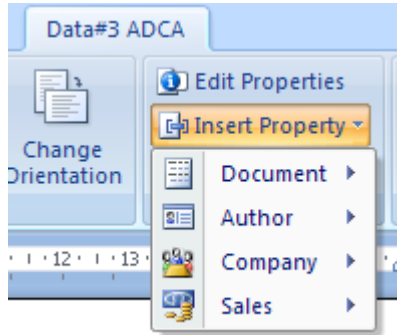 Data#3 ADCA
Edit Properties
Insert Property
Change
Orientation
Document
Author
Company
Sales
12 13